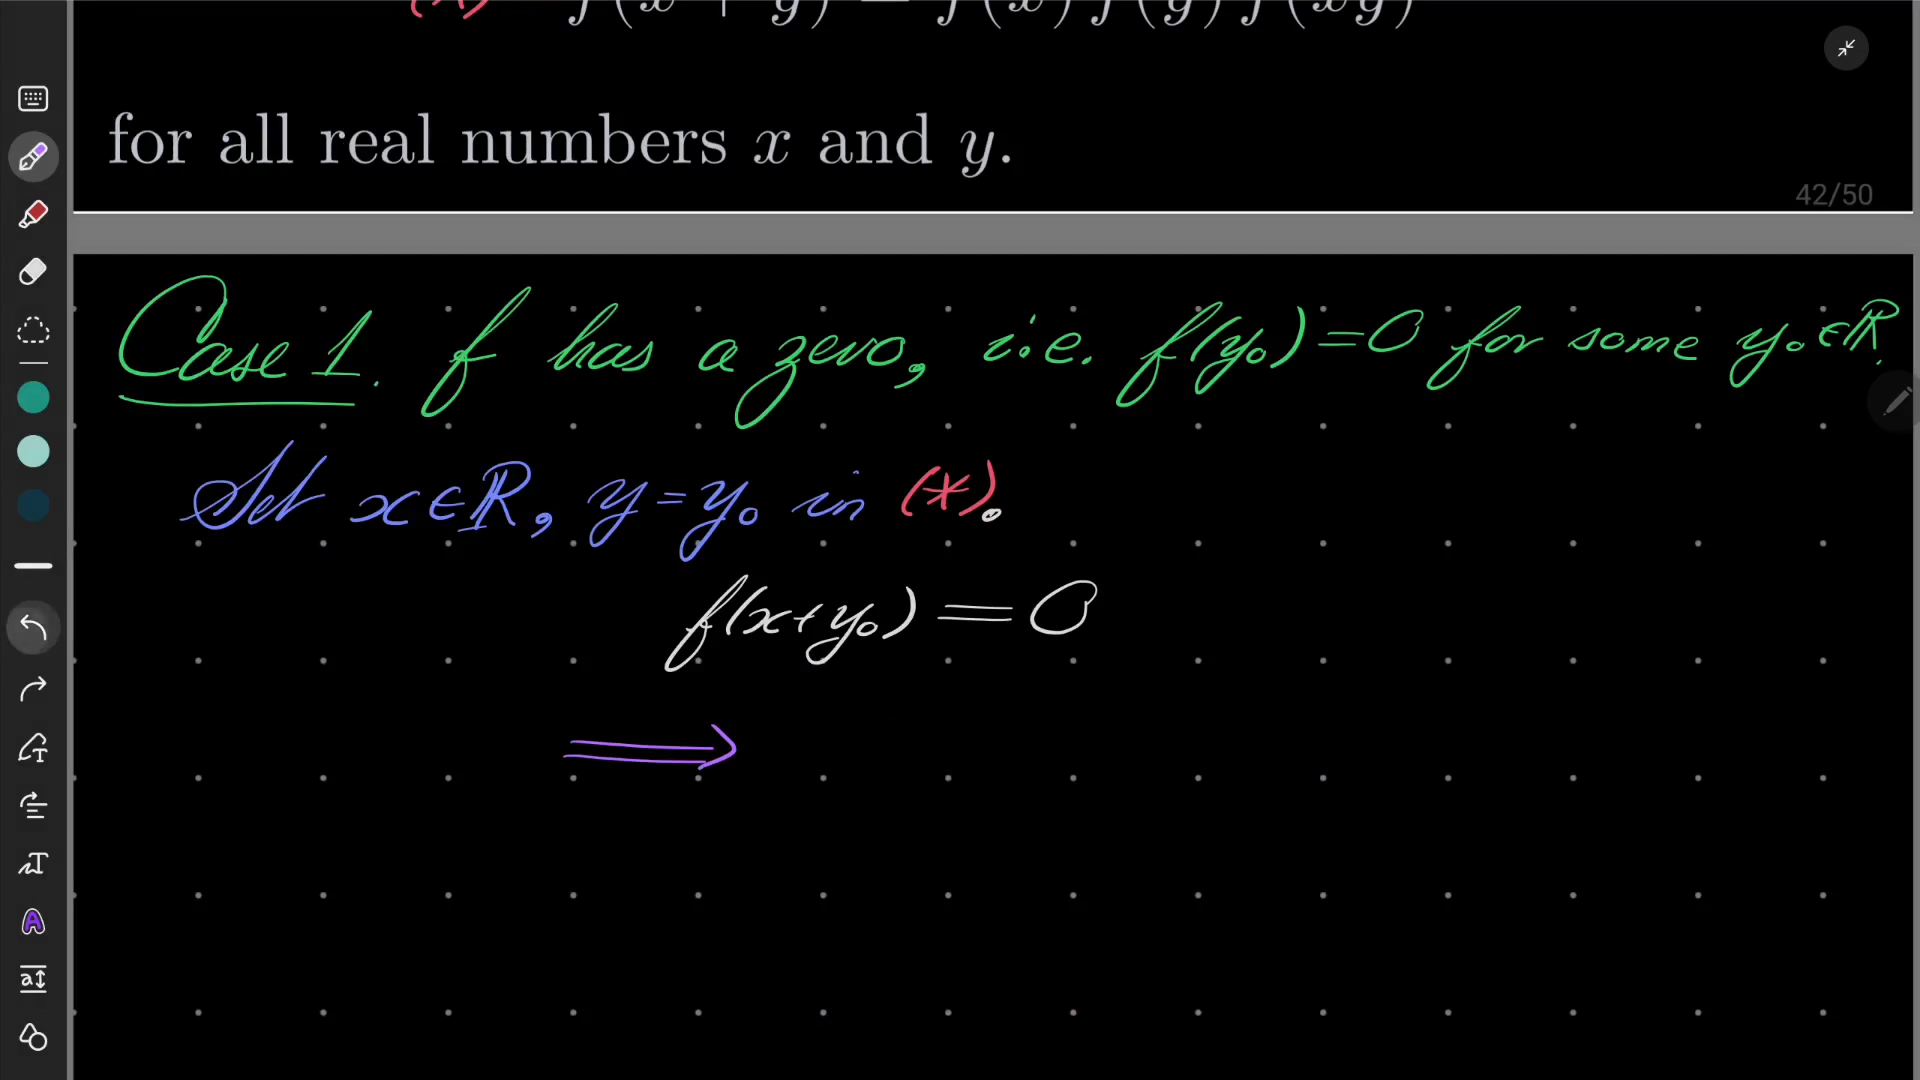 (*) f(x + y) = f(x)f(y)f(xy)
for all real numbers x and y.
42/50
Case 1. f has a zero, i.e. f(y₀)=0 for some y₀∈ℝ.
Set x∈ℝ, y=y₀ in (*).
f(x+y₀)=0
⟹